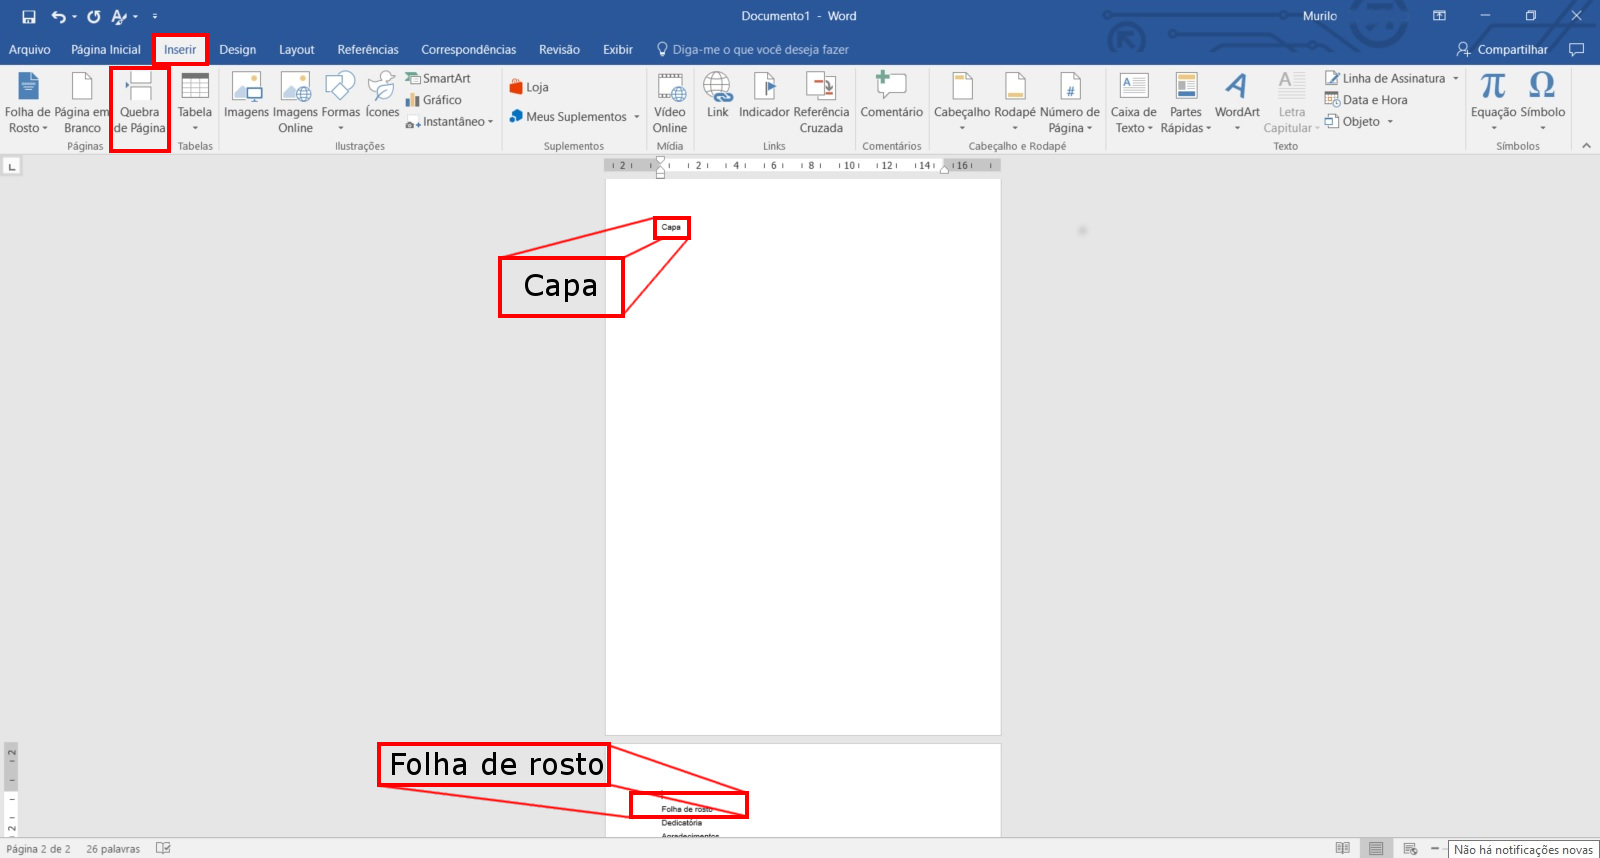 Documento1 - Word
Murilo
Arquivo Página Inicial Inserir Design Layout Referências Correspondências Revisão Exibir Diga-me o que você deseja fazer Compartilhar
Folha de Rosto
Página em Branco
Quebra de Página
Páginas
Tabela
Tabelas
Imagens
Imagens Online
Formas
Ícones
SmartArt
Gráfico
Instantâneo
Ilustrações
Loja
Meus Suplementos
Suplementos
Vídeo Online
Mídia
Link
Indicador
Referência Cruzada
Links
Comentário
Comentários
Cabeçalho
Rodapé
Número de Página
Cabeçalho e Rodapé
Caixa de Texto
Partes Rápidas
WordArt
Letra Capitular
Linha de Assinatura
Data e Hora
Objeto
Texto
π Equação
Ω Símbolo
Símbolos
2 2 4 6 8 10 12 14 16
Capa
Capa
Folha de rosto
Folha de rosto
Dedicatória
Agradecimentos
2
2
Página 2 de 2 26 palavras
Não há notificações novas